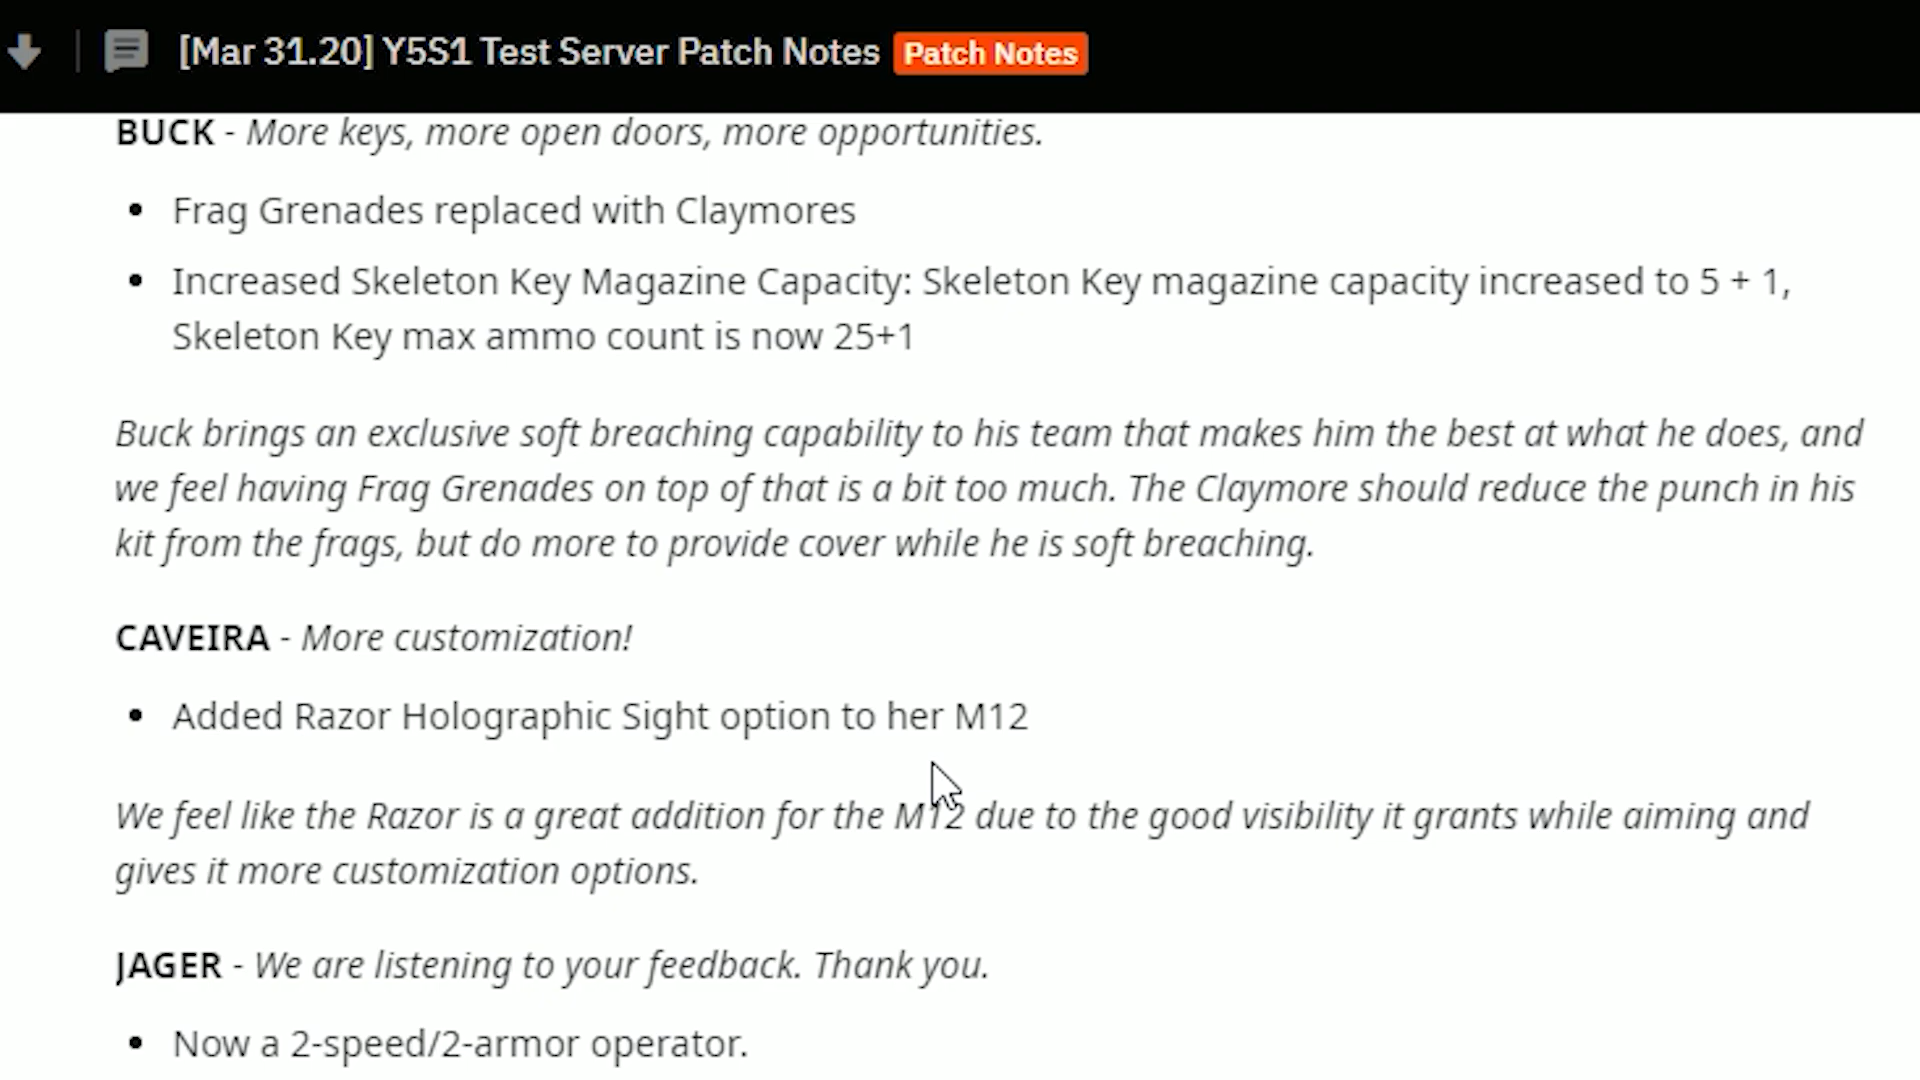 [Mar 31.20] Y5S1 Test Server Patch Notes Patch Notes
BUCK - More keys, more open doors, more opportunities.
• Frag Grenades replaced with Claymores
• Increased Skeleton Key Magazine Capacity: Skeleton Key magazine capacity increased to 5 + 1,
Skeleton Key max ammo count is now 25+1
Buck brings an exclusive soft breaching capability to his team that makes him the best at what he does, and
we feel having Frag Grenades on top of that is a bit too much. The Claymore should reduce the punch in his
kit from the frags, but do more to provide cover while he is soft breaching.
CAVEIRA - More customization!
• Added Razor Holographic Sight option to her M12
We feel like the Razor is a great addition for the M12 due to the good visibility it grants while aiming and
gives it more customization options.
JAGER - We are listening to your feedback. Thank you.
• Now a 2-speed/2-armor operator.